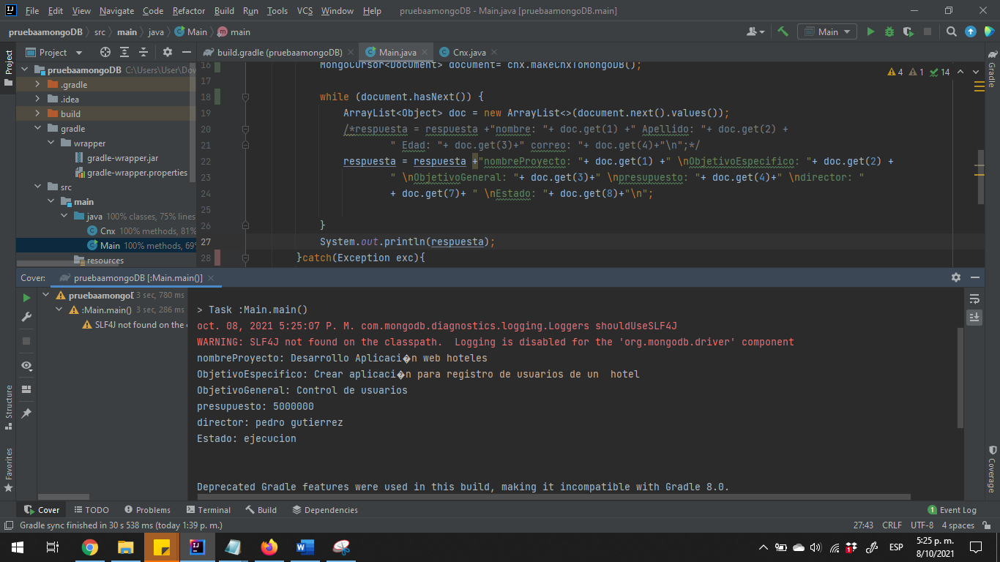 File Edit View Navigate Code Refactor Build Run Tools VCS Window Help pruebaamongoDB - Main.java [pruebaamongoDB.main]
pruebaamongoDB src main java Main main Main
Project build.gradle (pruebaamongoDB) Main.java Cnx.java
Project
Structure
Favorites
Gradle
Coverage
pruebaamongoDB C:\Users\User\Dov
.gradle
.idea
build
gradle
wrapper
gradle-wrapper.jar
gradle-wrapper.properties
src
main
java 100% classes, 75% lines
Cnx 100% methods, 81%
Main 100% methods, 69%
resources
4 1 14
16 MongoCursor<Document> document= cnx.makeCnxToMongoDB();
17
18 while (document.hasNext()) {
19 ArrayList<Object> doc = new ArrayList<>(document.next().values());
20 /*respuesta = respuesta +"nombre: "+ doc.get(1) +" Apellido: "+ doc.get(2) +
21 " Edad: "+ doc.get(3)+" correo: "+ doc.get(4)+"\n";*/
22 respuesta = respuesta +"nombreProyecto: "+ doc.get(1) +" \nObjetivoEspecifico: "+ doc.get(2) +
23 " \nObjetivoGeneral: "+ doc.get(3)+" \npresupuesto: "+ doc.get(4)+" \ndirector: "
24 + doc.get(7)+ " \nEstado: "+ doc.get(8)+"\n";
25
26 }
27 System.out.println(respuesta);
28 }catch(Exception exc){
Cover: pruebaamongoDB [:Main.main()]
pruebaamongoD 3 sec, 780 ms
:Main.main() 3 sec, 286 ms
SLF4J not found on the c
> Task :Main.main()
oct. 08, 2021 5:25:07 P. M. com.mongodb.diagnostics.logging.Loggers shouldUseSLF4J
WARNING: SLF4J not found on the classpath.  Logging is disabled for the 'org.mongodb.driver' component
nombreProyecto: Desarrollo Aplicaci�n web hoteles
ObjetivoEspecifico: Crear aplicaci�n para registro de usuarios de un  hotel
ObjetivoGeneral: Control de usuarios
presupuesto: 5000000
director: pedro gutierrez
Estado: ejecucion
Deprecated Gradle features were used in this build, making it incompatible with Gradle 8.0.
Cover TODO Problems Terminal Build Dependencies 1 Event Log
Gradle sync finished in 30 s 538 ms (today 1:39 p. m.) 27:43 CRLF UTF-8 4 spaces
ESP 5:25 p. m.
8/10/2021